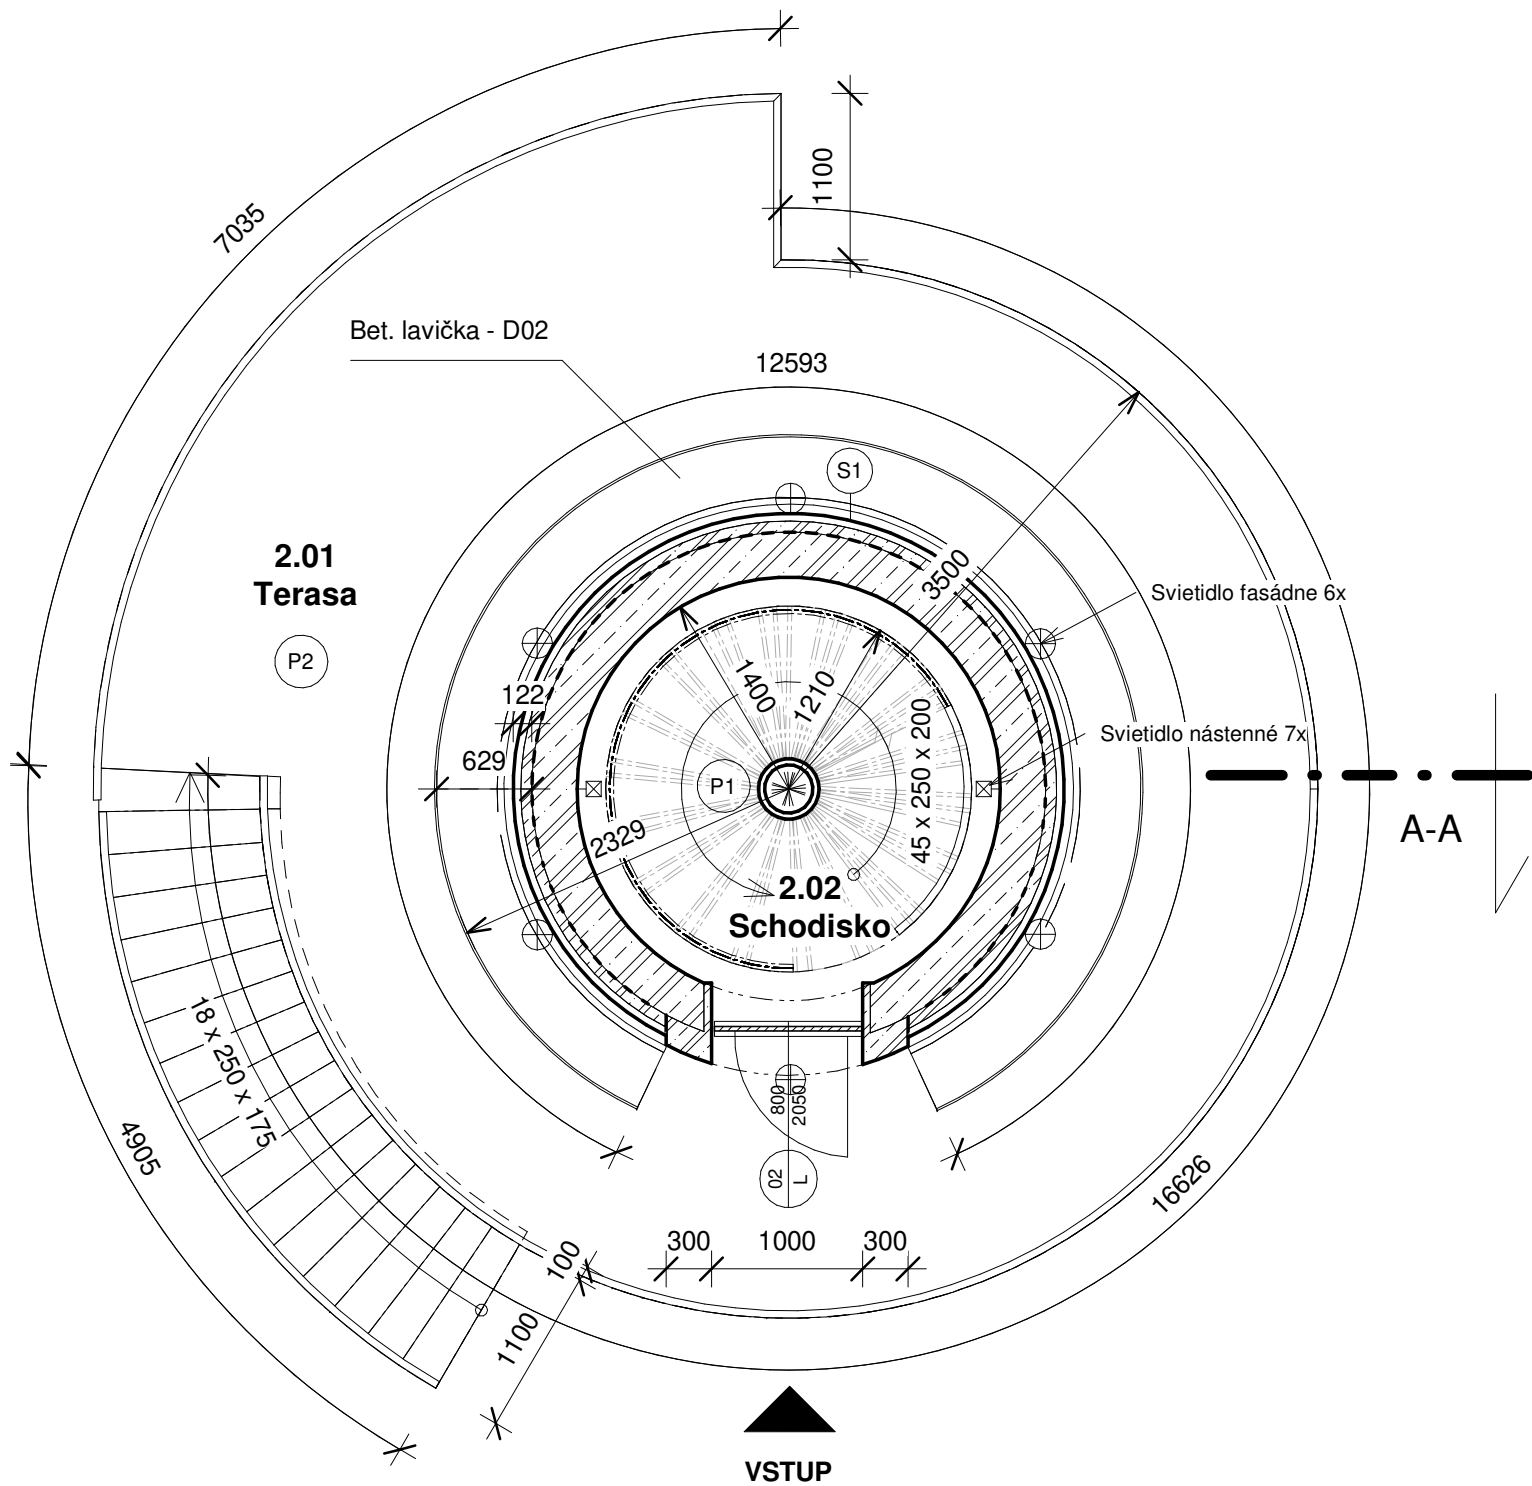 7035
1100
Bet. lavička - D02
12593
S1
2.01
Terasa
P2
3500
Svietidlo fasádne 6x
122
1400
1210
629
P1
45 x 250 x 200
Svietidlo nástenné 7x
A-A
2329
2.02
Schodisko
18 x 250 x 175
800
2050
4905
02
L
16626
300
1000
300
100
1100
VSTUP